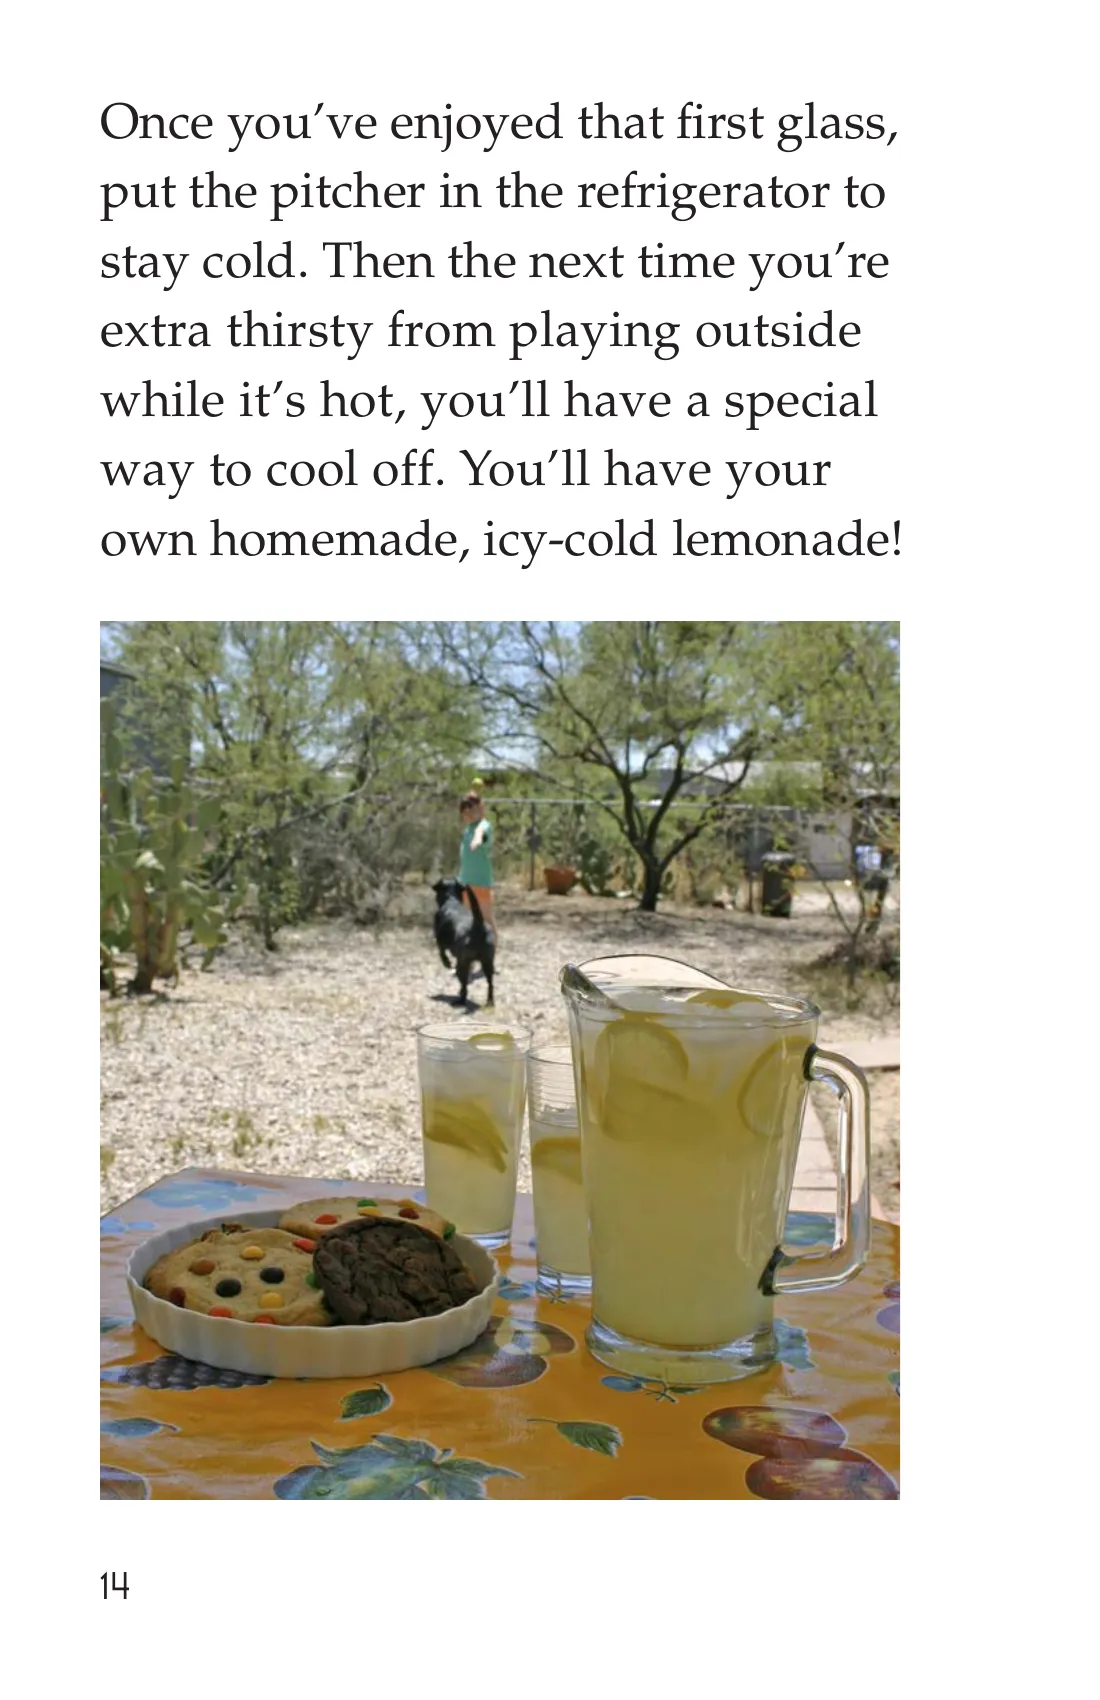 Once you’ve enjoyed that first glass,
put the pitcher in the refrigerator to
stay cold. Then the next time you’re
extra thirsty from playing outside
while it’s hot, you’ll have a special
way to cool off. You’ll have your
own homemade, icy-cold lemonade!
14